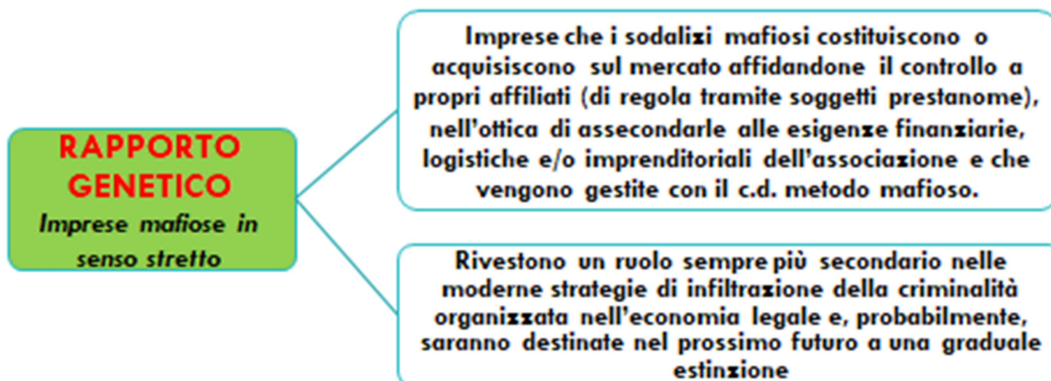 RAPPORTO
GENETICO
Imprese mafiose in
senso stretto
Imprese che i sodalizi mafiosi costituiscono o
acquisiscono sul mercato affidandone il controllo a
propri affiliati (di regola tramite soggetti prestanome),
nell'ottica di assecondarle alle esigenze finanziarie,
logistiche e/o imprenditoriali dell'associazione e che
vengono gestite con il c.d. metodo mafioso.
Rivestono un ruolo sempre più secondario nelle
moderne strategie di infiltrazione della criminalità
organizzata nell'economia legale e, probabilmente,
saranno destinate nel prossimo futuro a una graduale
estinzione